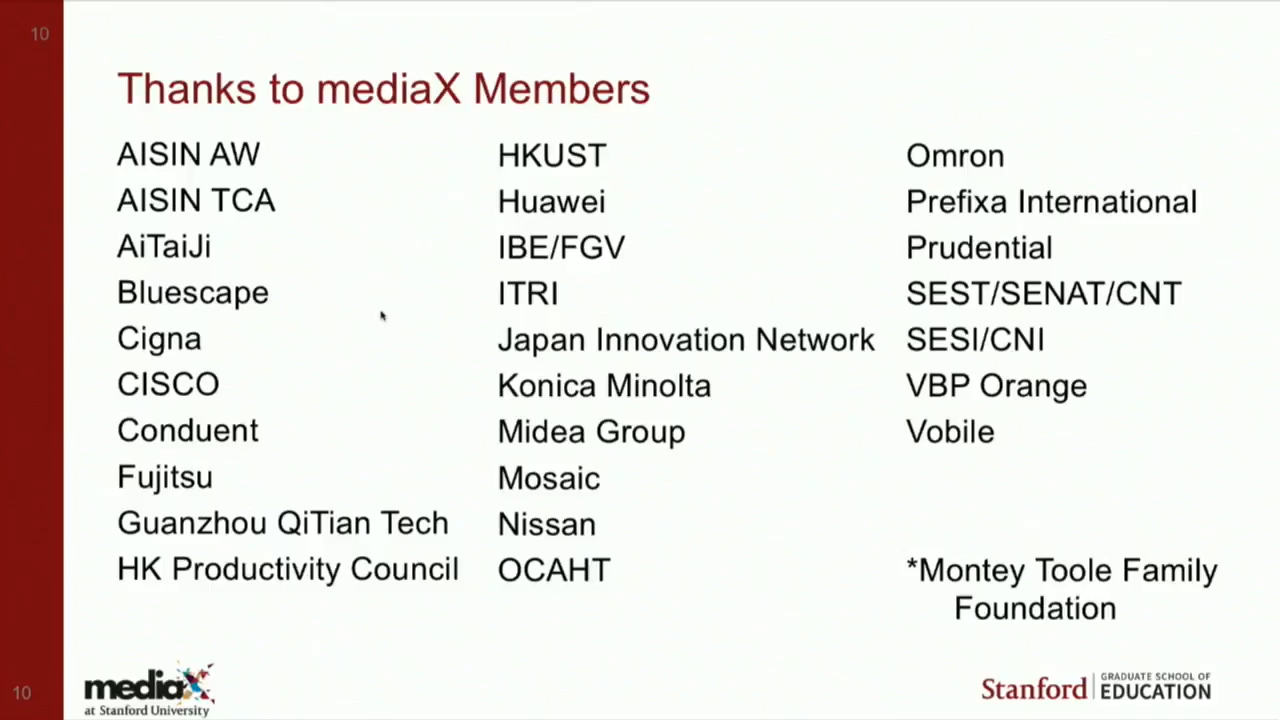 10
Thanks to mediaX Members
AISIN AW
AISIN TCA
AiTaiJi
Bluescape
Cigna
CISCO
Conduent
Fujitsu
Guanzhou QiTian Tech
HK Productivity Council
HKUST
Huawei
IBE/FGV
ITRI
Japan Innovation Network
Konica Minolta
Midea Group
Mosaic
Nissan
OCAHT
Omron
Prefixa International
Prudential
SEST/SENAT/CNT
SESI/CNI
VBP Orange
Vobile
*Montey Toole Family
Foundation
10
mediaX
at Stanford University
Stanford
GRADUATE SCHOOL OF
EDUCATION